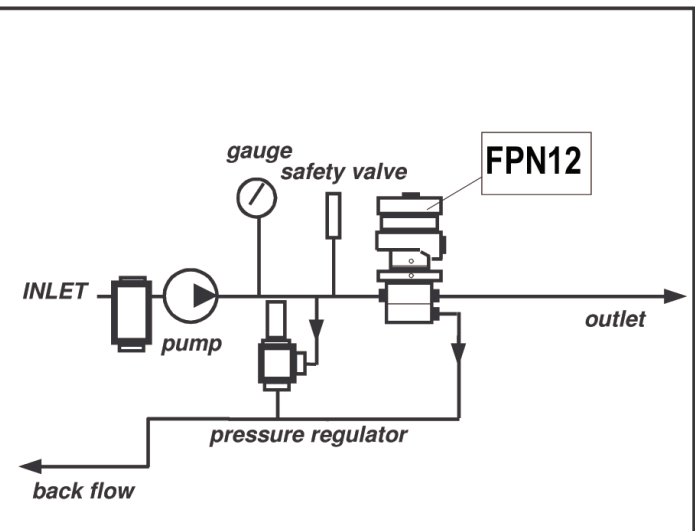 gauge
safety valve
FPN12
INLET
pump
outlet
pressure regulator
back flow